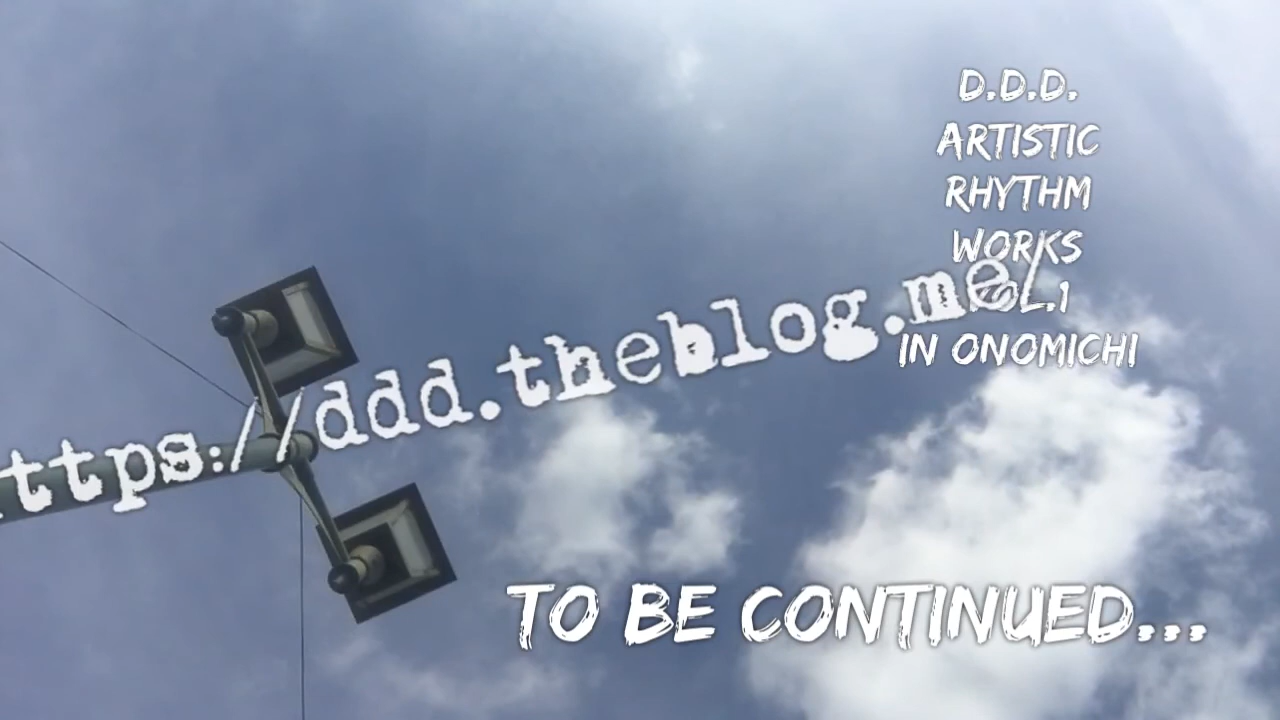 D.D.D.
ARTISTIC
RHYTHM
WORKS
VOL.1
IN ONOMICHI
ttps://ddd.theblog.me/
TO BE CONTINUED...